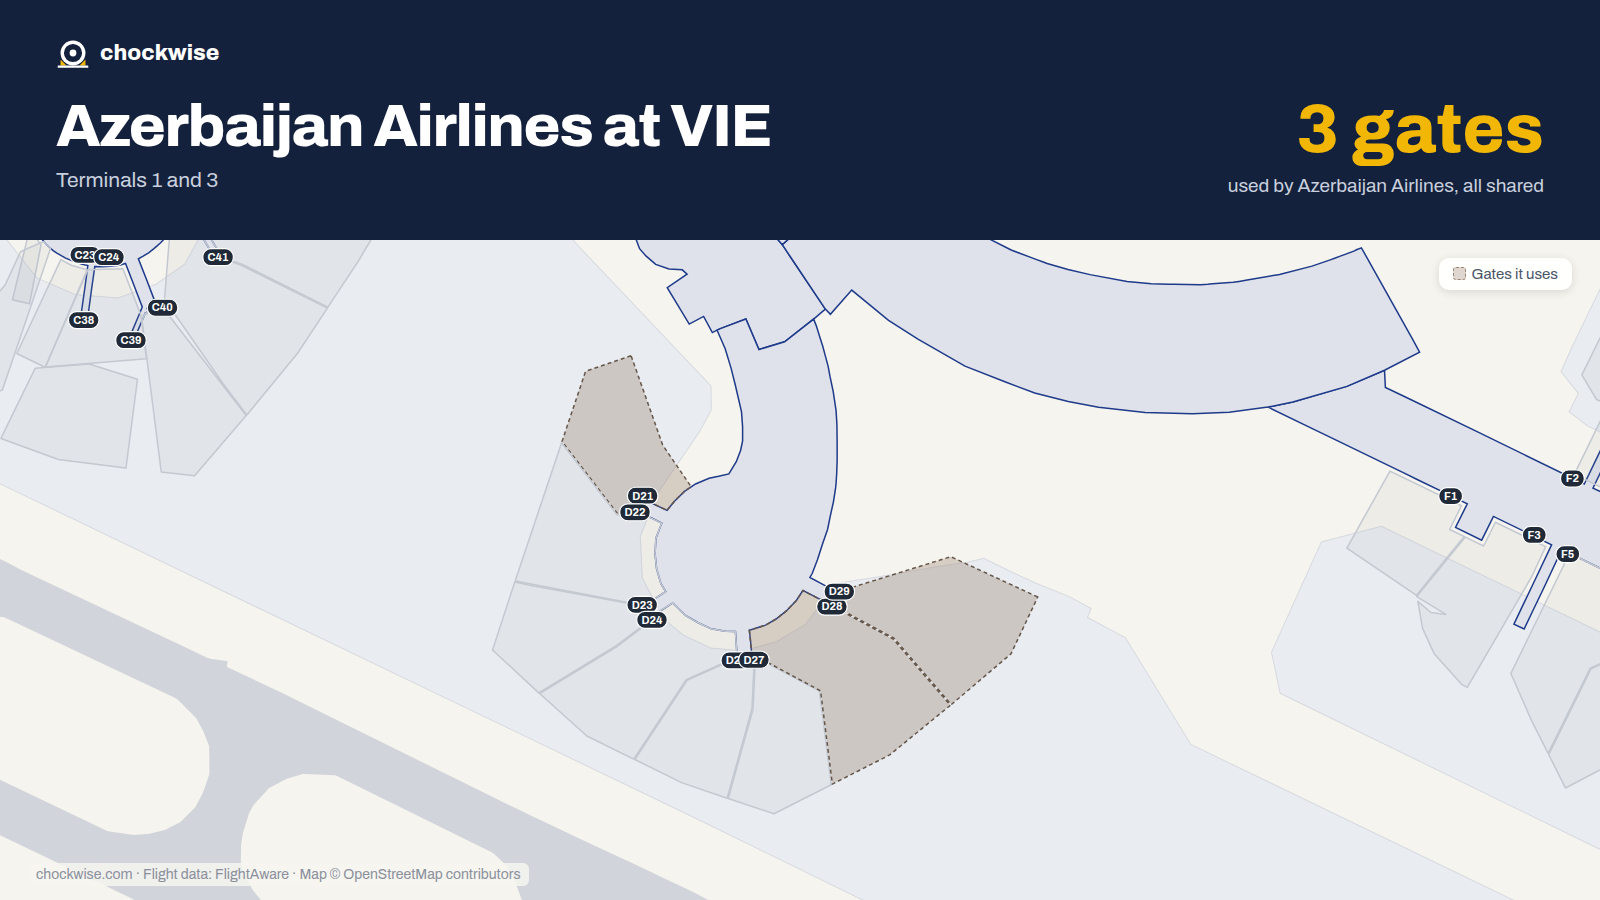 chockwise
Azerbaijan Airlines at VIE
Terminals 1 and 3
3 gates
used by Azerbaijan Airlines, all shared
Gates it uses
C23
C24
C41
C38
C40
C39
D21
D22
D23
D24
D27
D29
D28
F1
F2
F3
F5
chockwise.com · Flight data: FlightAware · Map © OpenStreetMap contributors